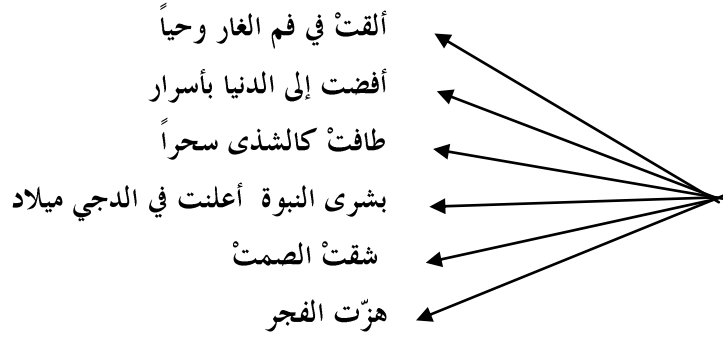 ألقتْ في فم الغار وحياً
أفضت إلى الدنيا بأسرار
طافتْ كالشذى سحراً
بشرى النبوة أعلنت في الدجي ميلاد
شقتْ الصمتْ
هزّت الفجر